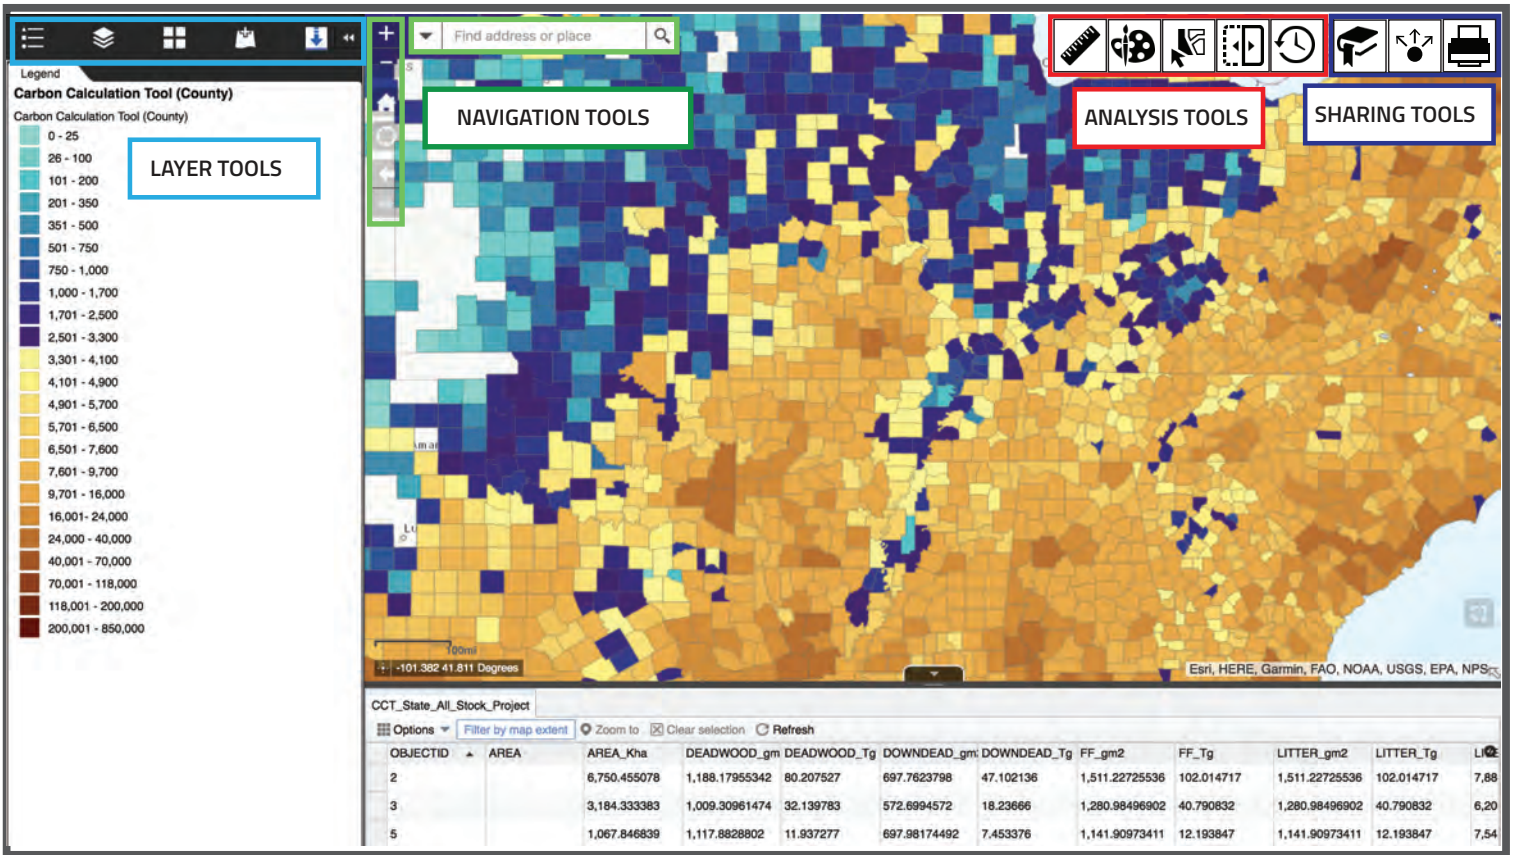 Find address or place
NAVIGATION TOOLS
ANALYSIS TOOLS
SHARING TOOLS
LAYER TOOLS
Legend
Carbon Calculation Tool (County)
Carbon Calculation Tool (County)
0 - 25
26 - 100
101 - 200
201 - 350
351 - 500
501 - 750
750 - 1,000
1,000 - 1,700
1,701 - 2,500
2,501 - 3,300
3,301 - 4,100
4,101 - 4,900
4,901 - 5,700
5,701 - 6,500
6,501 - 7,600
7,601 - 9,700
9,701 - 16,000
16,001- 24,000
24,000 - 40,000
40,001 - 70,000
70,001 - 118,000
118,001 - 200,000
200,001 - 850,000
100mi
-101.382 41.811 Degrees
Esri, HERE, Garmin, FAO, NOAA, USGS, EPA, NPS
CCT_State_All_Stock_Project
Options Filter by map extent Zoom to Clear selection Refresh
OBJECTID AREA AREA_Kha DEADWOOD_gm DEADWOOD_Tg DOWNDEAD_gm DOWNDEAD_Tg FF_gm2 FF_Tg LITTER_gm2 LITTER_Tg
2 6,750.455078 1,188.17955342 80.207527 697.7623798 47.102136 1,511.22725536 102.014717 1,511.22725536 102.014717 7,88
3 3,184.333383 1,009.30961474 32.139783 572.6994572 18.23666 1,280.98496902 40.790832 1,280.98496902 40.790832 6,20
5 1,067.846839 1,117.8828802 11.937277 697.98174492 7.453376 1,141.90973411 12.193847 1,141.90973411 12.193847 7,54